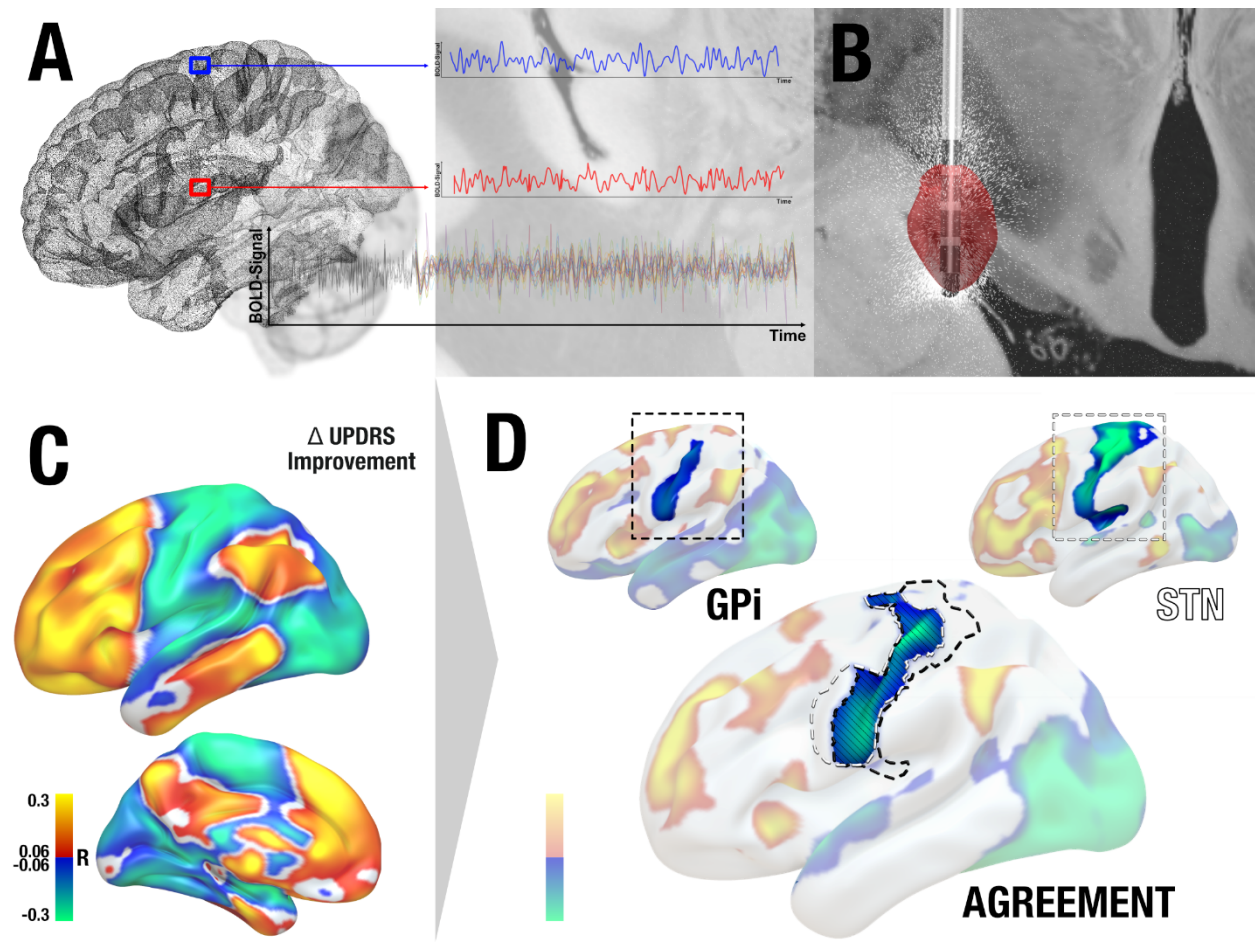 A
BOLD-Signal
Time
BOLD-Signal
Time
BOLD-Signal
Time
B
C
Δ UPDRS
Improvement
0.3
0.06
-0.06
R
-0.3
D
GPi
STN
AGREEMENT